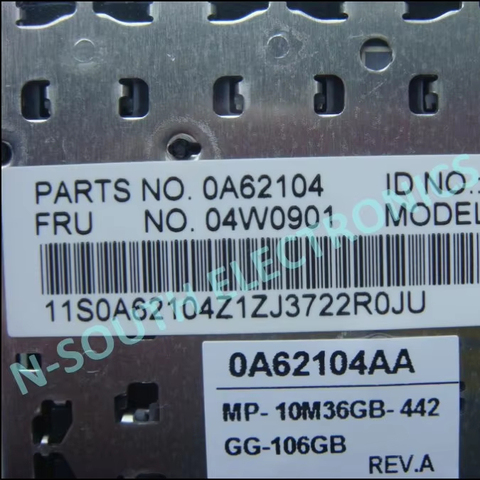 PARTS NO. 0A62104 ID NO.:
FRU NO. 04W0901 MODEL
11S0A62104Z1ZJ3722R0JU
N-SOUTH ELECTRONICS
0A62104AA
MP- 10M36GB- 442
GG-106GB
REV.A